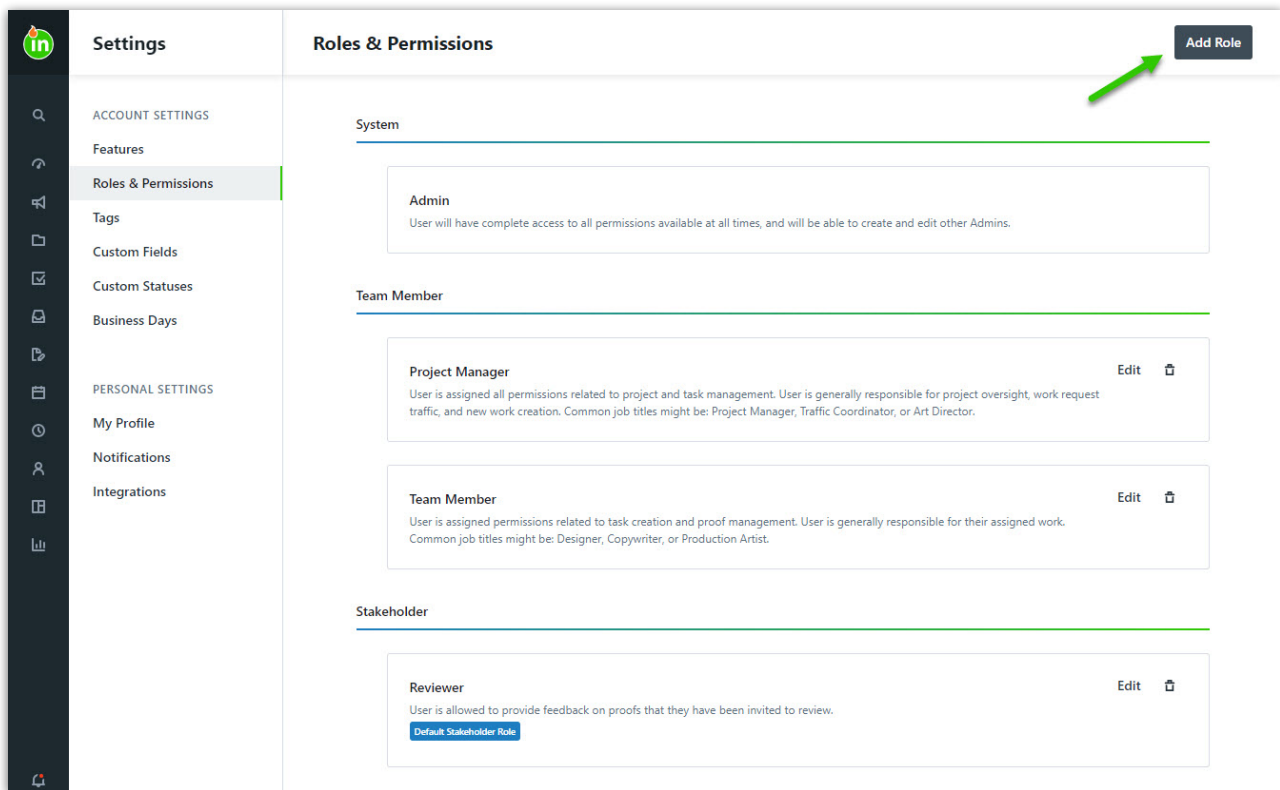 in
Settings
Roles & Permissions
Add Role
ACCOUNT SETTINGS
Features
Roles & Permissions
Tags
Custom Fields
Custom Statuses
Business Days
PERSONAL SETTINGS
My Profile
Notifications
Integrations
System
Admin
User will have complete access to all permissions available at all times, and will be able to create and edit other Admins.
Team Member
Project Manager
Edit
User is assigned all permissions related to project and task management. User is generally responsible for project oversight, work request
traffic, and new work creation. Common job titles might be: Project Manager, Traffic Coordinator, or Art Director.
Team Member
Edit
User is assigned permissions related to task creation and proof management. User is generally responsible for their assigned work.
Common job titles might be: Designer, Copywriter, or Production Artist.
Stakeholder
Reviewer
Edit
User is allowed to provide feedback on proofs that they have been invited to review.
Default Stakeholder Role